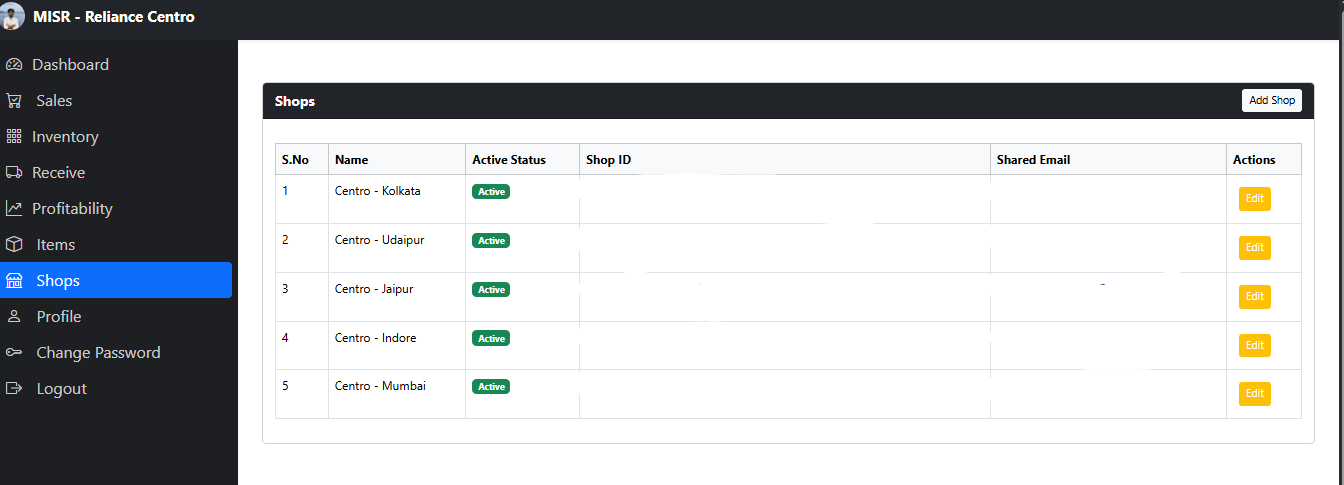 MISR - Reliance Centro
Dashboard
Sales
Inventory
Receive
Profitability
Items
Shops
Profile
Change Password
Logout
Shops Add Shop
S.No Name Active Status Shop ID Shared Email Actions
1 Centro - Kolkata Active Edit
2 Centro - Udaipur Active Edit
3 Centro - Jaipur Active Edit
4 Centro - Indore Active Edit
5 Centro - Mumbai Active Edit